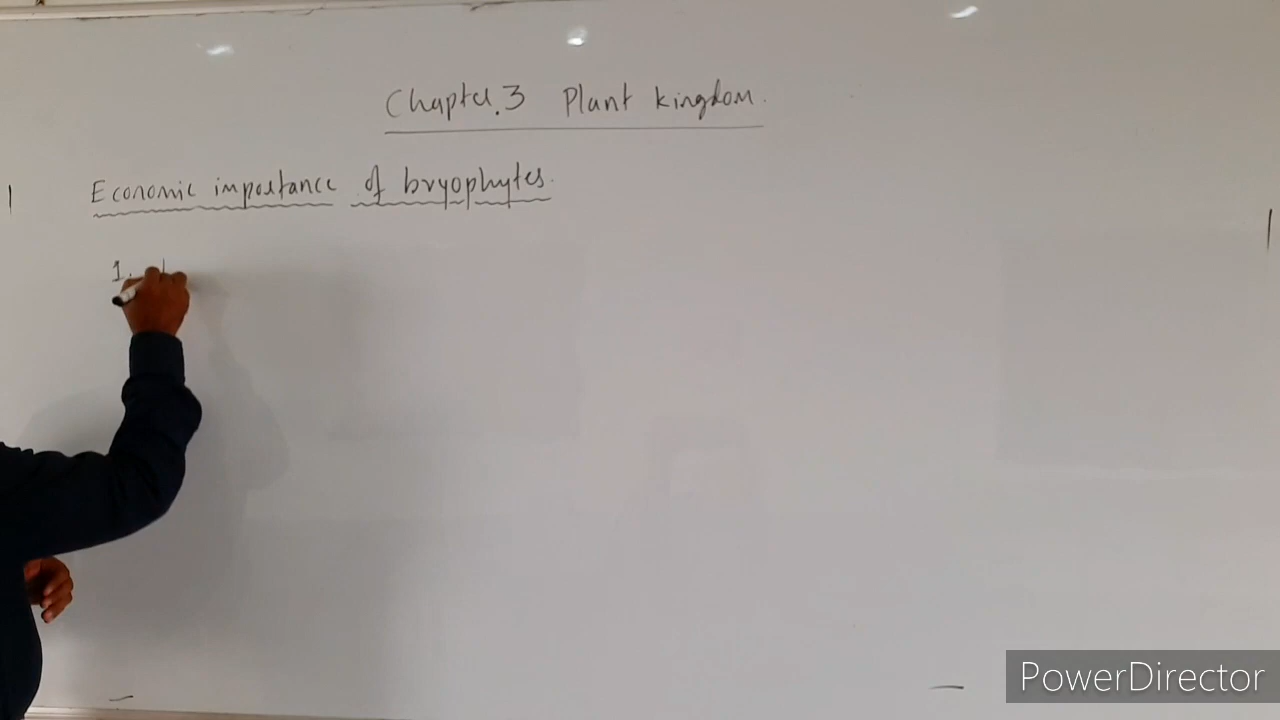 Chapter.3 Plant kingdom.
Economic importance of bryophytes.
1.
PowerDirector